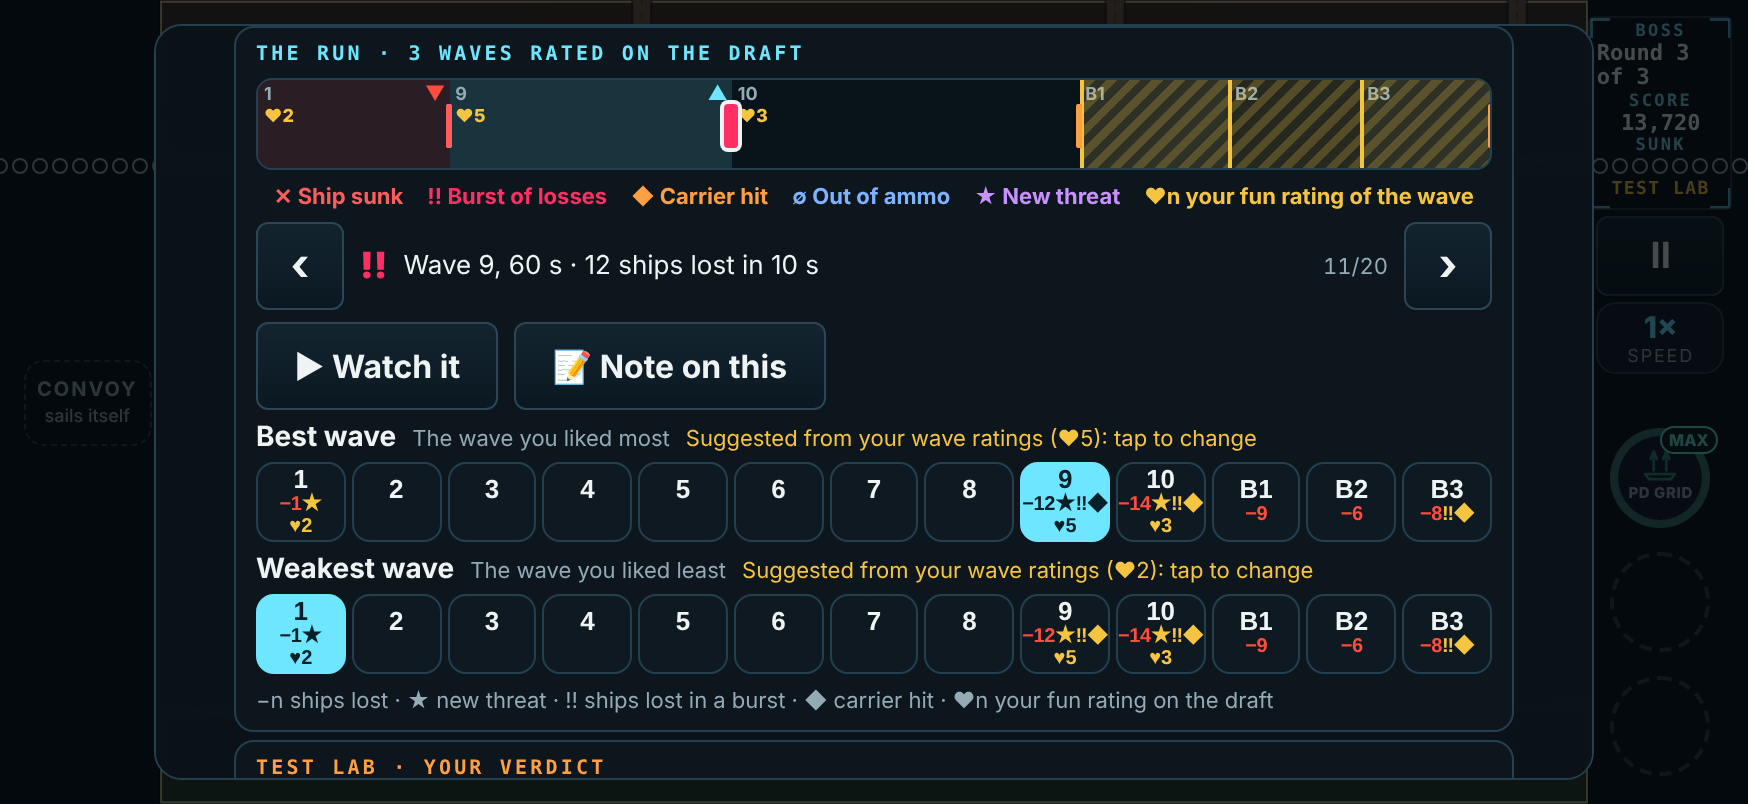 THE RUN · 3 WAVES RATED ON THE DRAFT
1 9 10 B1 B2 B3
♥2 ♥5 ♥3
✕ Ship sunk !! Burst of losses ◆ Carrier hit ø Out of ammo ★ New threat ♥n your fun rating of the wave
‹ !! Wave 9, 60 s · 12 ships lost in 10 s 11/20 ›
▶ Watch it 📝 Note on this
Best wave The wave you liked most Suggested from your wave ratings (♥5): tap to change
1 2 3 4 5 6 7 8 9 10 B1 B2 B3
−1★ −12★!!◆ −14★!!◆ −9 −6 −8!!◆
♥2 ♥5 ♥3
Weakest wave The wave you liked least Suggested from your wave ratings (♥2): tap to change
1 2 3 4 5 6 7 8 9 10 B1 B2 B3
−1★ −12★!!◆ −14★!!◆ −9 −6 −8!!◆
♥2 ♥5 ♥3
−n ships lost · ★ new threat · !! ships lost in a burst · ◆ carrier hit · ♥n your fun rating on the draft
TEST LAB · YOUR VERDICT
CONVOY
sails itself
BOSS
Round 3
of 3
SCORE
13,720
SUNK
TEST LAB
1×
SPEED
MAX
PD GRID